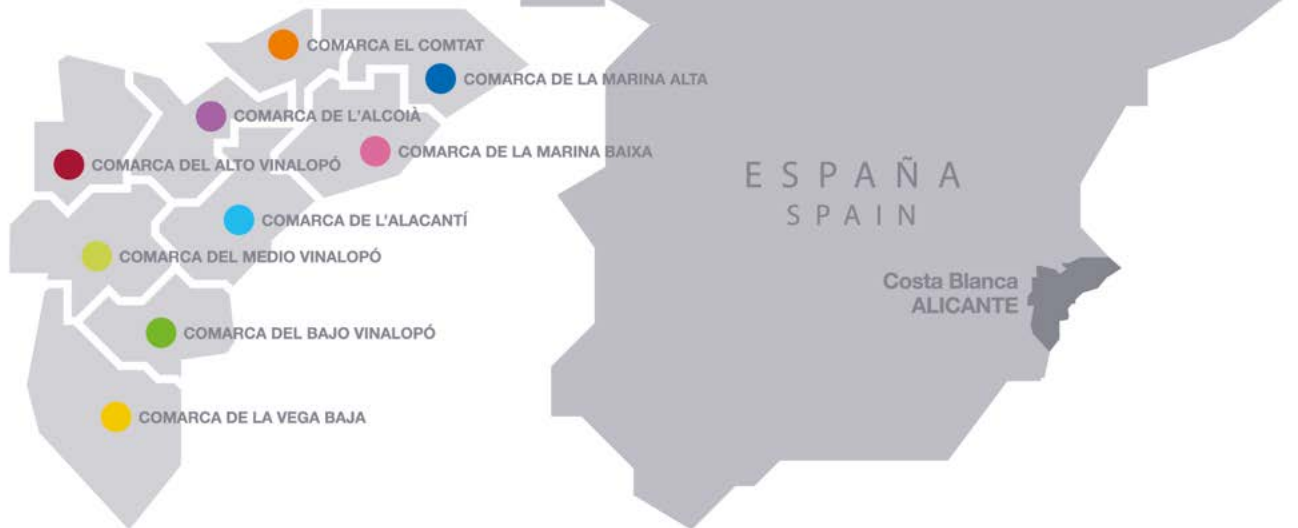 COMARCA EL COMTAT
COMARCA DE LA MARINA ALTA
COMARCA DE L'ALCOIÀ
COMARCA DE LA MARINA BAIXA
COMARCA DEL ALTO VINALOPÓ
COMARCA DE L'ALACANTÍ
COMARCA DEL MEDIO VINALOPÓ
COMARCA DEL BAJO VINALOPÓ
COMARCA DE LA VEGA BAJA
ESPAÑA
SPAIN
Costa Blanca
ALICANTE